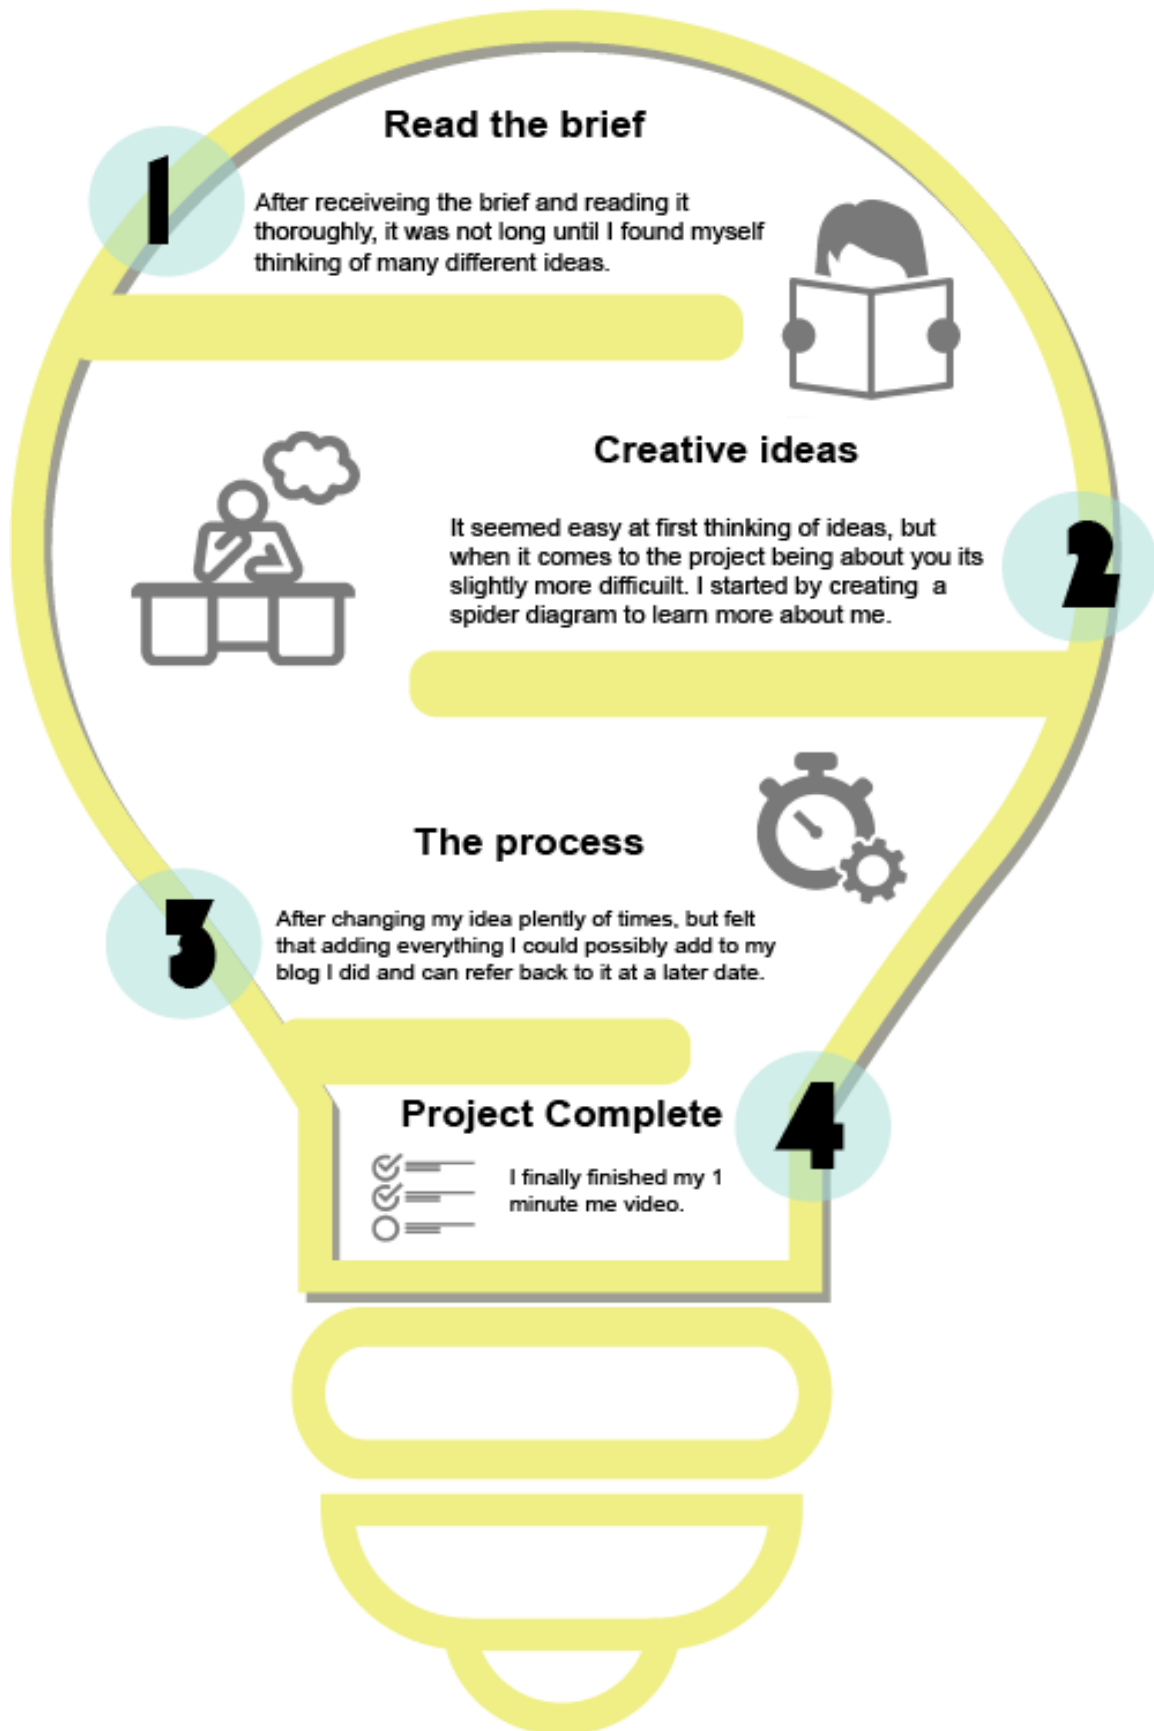 Read the brief
1
After receiveing the brief and reading it
thoroughly, it was not long until I found myself
thinking of many different ideas.
Creative ideas
2
It seemed easy at first thinking of ideas, but
when it comes to the project being about you its
slightly more difficuilt. I started by creating a
spider diagram to learn more about me.
The process
3
After changing my idea plently of times, but felt
that adding everything I could possibly add to my
blog I did and can refer back to it at a later date.
Project Complete
4
I finally finished my 1
minute me video.